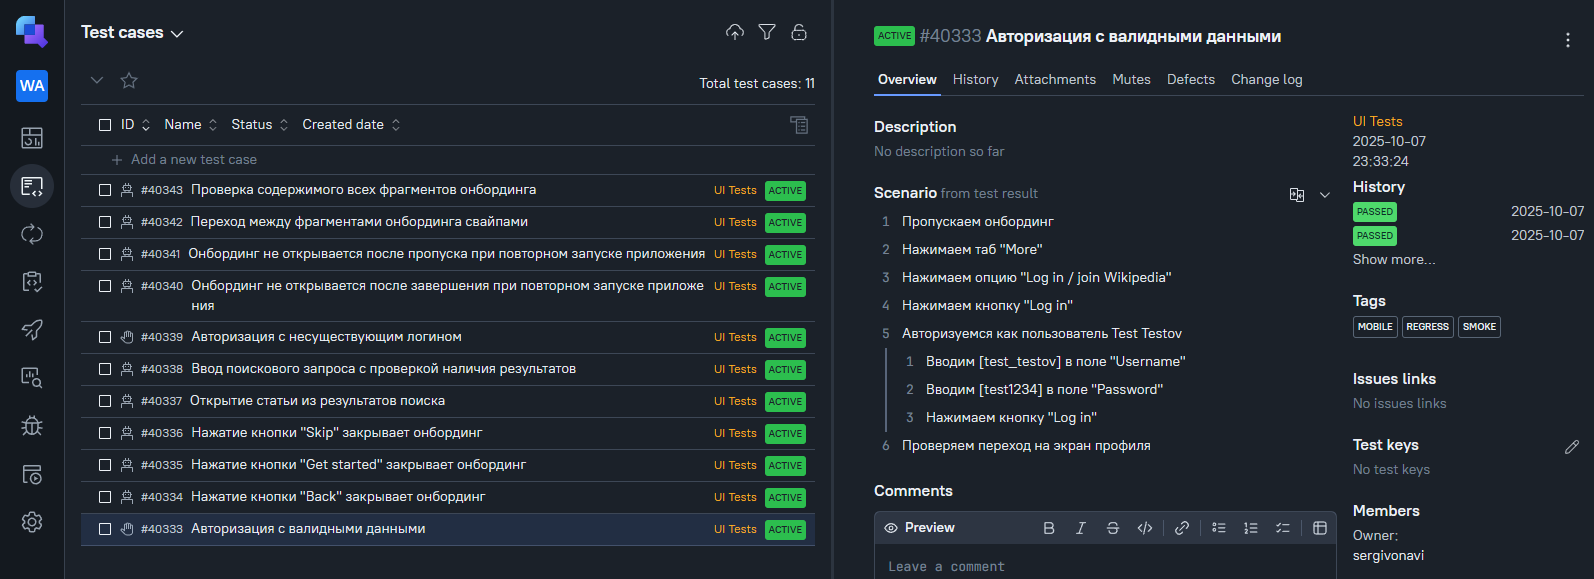 WA
Test cases
Total test cases: 11
ID Name Status Created date
Add a new test case
#40343 Проверка содержимого всех фрагментов онбординга UI Tests ACTIVE
#40342 Переход между фрагментами онбординга свайпами UI Tests ACTIVE
#40341 Онбординг не открывается после пропуска при повторном запуске приложения UI Tests ACTIVE
#40340 Онбординг не открывается после завершения при повторном запуске приложе UI Tests ACTIVE
ния
#40339 Авторизация с несуществующим логином UI Tests ACTIVE
#40338 Ввод поискового запроса с проверкой наличия результатов UI Tests ACTIVE
#40337 Открытие статьи из результатов поиска UI Tests ACTIVE
#40336 Нажатие кнопки "Skip" закрывает онбординг UI Tests ACTIVE
#40335 Нажатие кнопки "Get started" закрывает онбординг UI Tests ACTIVE
#40334 Нажатие кнопки "Back" закрывает онбординг UI Tests ACTIVE
#40333 Авторизация с валидными данными UI Tests ACTIVE
ACTIVE #40333 Авторизация с валидными данными
Overview History Attachments Mutes Defects Change log
Description
No description so far
Scenario from test result
1 Пропускаем онбординг
2 Нажимаем таб "More"
3 Нажимаем опцию "Log in / join Wikipedia"
4 Нажимаем кнопку "Log in"
5 Авторизуемся как пользователь Test Testov
1 Вводим [test_testov] в поле "Username"
2 Вводим [test1234] в поле "Password"
3 Нажимаем кнопку "Log in"
6 Проверяем переход на экран профиля
Comments
Preview
Leave a comment
UI Tests
2025-10-07
23:33:24
History
PASSED 2025-10-07
PASSED 2025-10-07
Show more...
Tags
MOBILE REGRESS SMOKE
Issues links
No issues links
Test keys
No test keys
Members
Owner:
sergivonavi